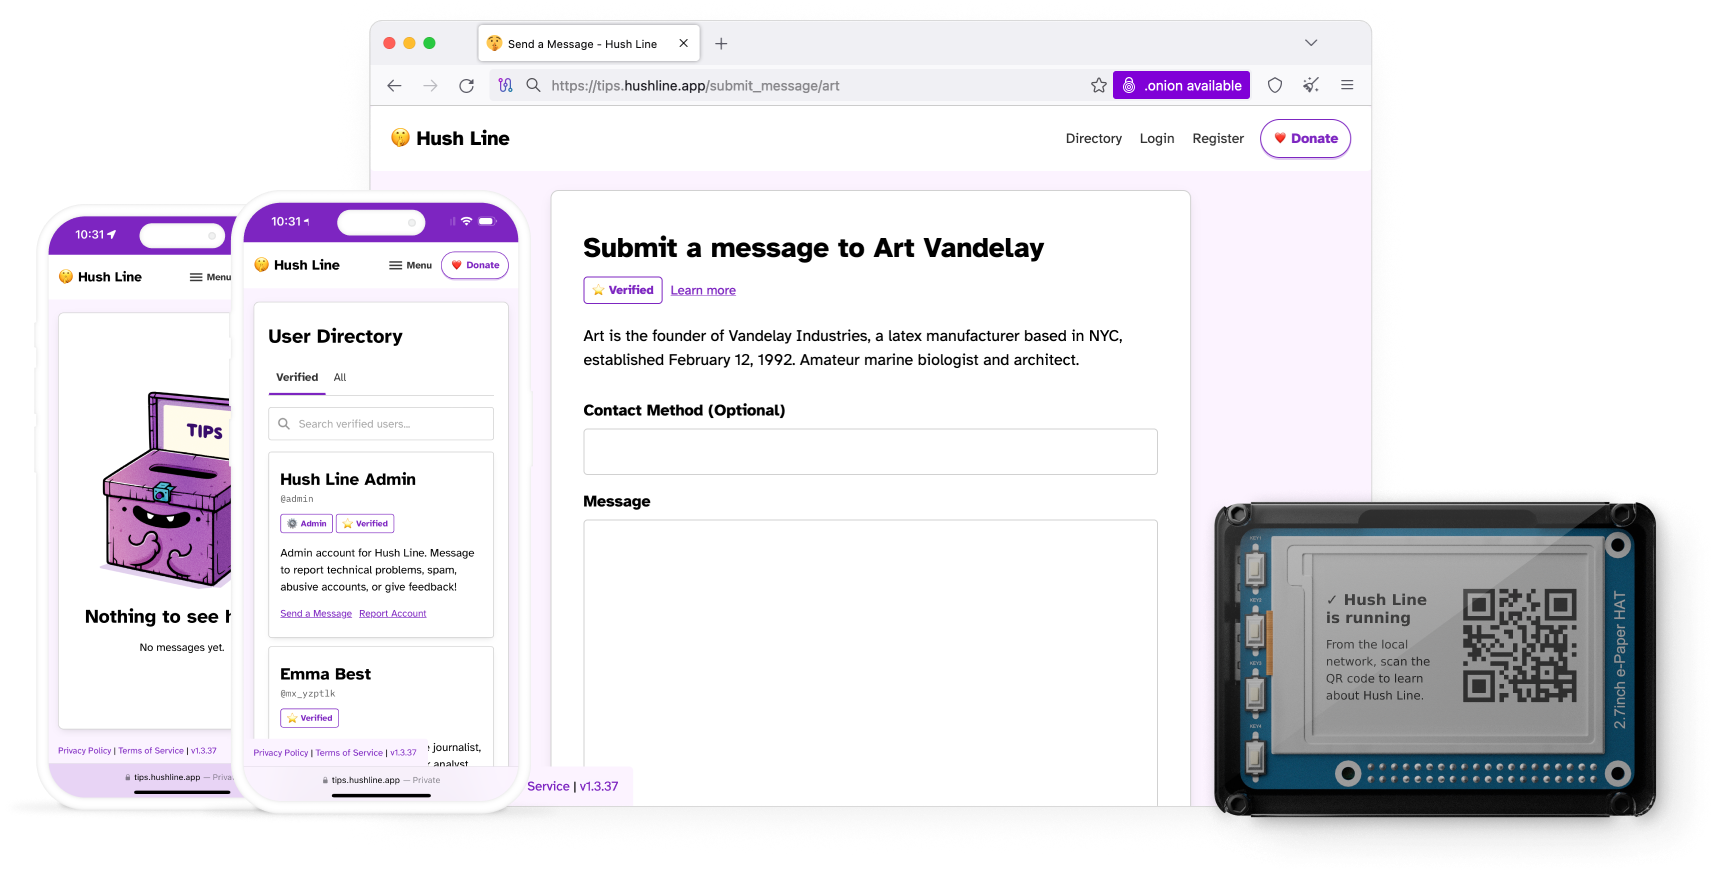 Send a Message - Hush Line
https://tips.hushline.app/submit_message/art
.onion available
Hush Line
Directory
Login
Register
Donate
Submit a message to Art Vandelay
Verified
Learn more
Art is the founder of Vandelay Industries, a latex manufacturer based in NYC,
established February 12, 1992. Amateur marine biologist and architect.
Contact Method (Optional)
Message
Service | v1.3.37
10:31
Hush Line
Menu
TIPS
Nothing to see
No messages yet.
Privacy Policy | Terms of Service | v1.3.37
tips.hushline.app —
10:31
Hush Line
Menu
Donate
User Directory
Verified
All
Search verified users...
Hush Line Admin
@admin
Admin
Verified
Admin account for Hush Line. Message
to report technical problems, spam,
abusive accounts, or give feedback!
Send a Message
Report Account
Emma Best
@mx_yzptlk
Verified
journalist,
analyst
Privacy Policy | Terms of Service | v1.3.37
tips.hushline.app — Private
KEY1
KEY2
KEY3
KEY4
✓ Hush Line
is running
From the local
network, scan the
QR code to learn
about Hush Line.
2.7inch e-Paper HAT